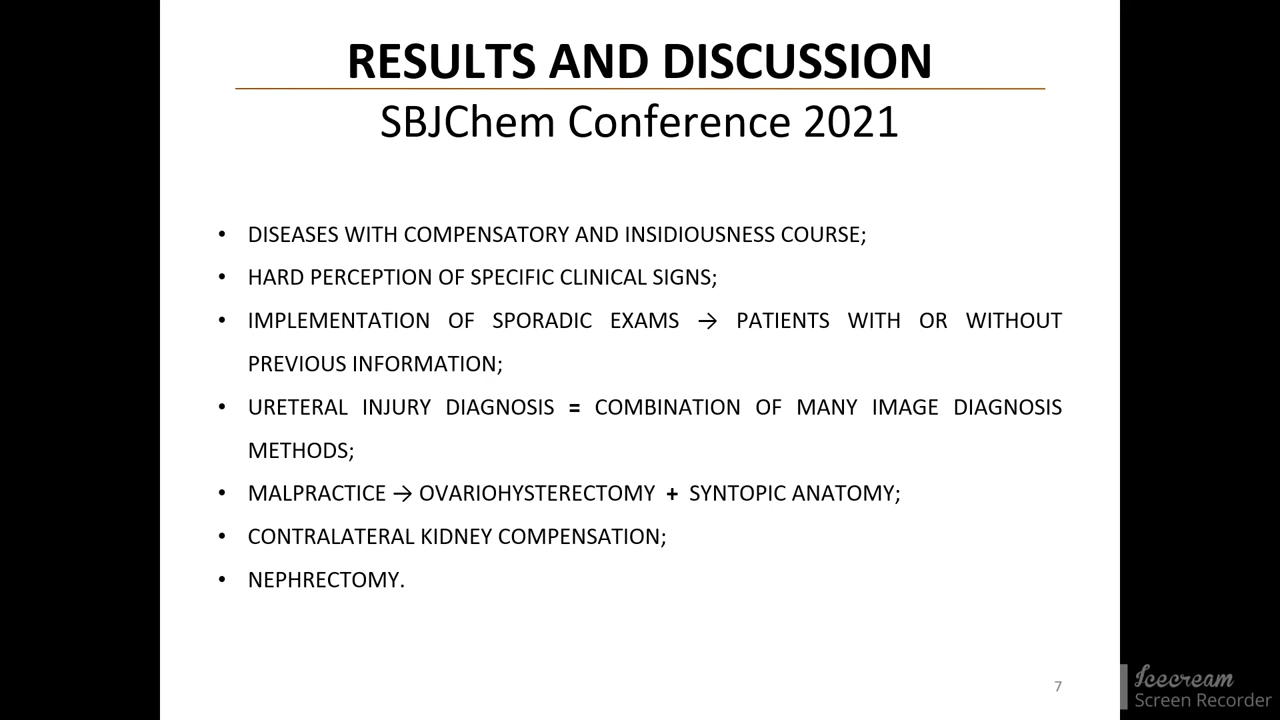 RESULTS AND DISCUSSION
SBJChem Conference 2021
• DISEASES WITH COMPENSATORY AND INSIDIOUSNESS COURSE;
• HARD PERCEPTION OF SPECIFIC CLINICAL SIGNS;
• IMPLEMENTATION OF SPORADIC EXAMS → PATIENTS WITH OR WITHOUT
PREVIOUS INFORMATION;
• URETERAL INJURY DIAGNOSIS = COMBINATION OF MANY IMAGE DIAGNOSIS
METHODS;
• MALPRACTICE → OVARIOHYSTERECTOMY + SYNTOPIC ANATOMY;
• CONTRALATERAL KIDNEY COMPENSATION;
• NEPHRECTOMY.
7
Icecream
Screen Recorder